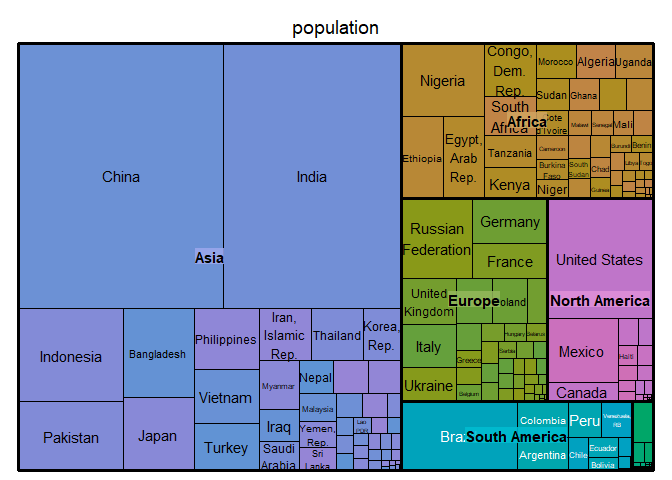 population
China
India
Asia
Indonesia
Bangladesh
Pakistan
Japan
Philippines
Vietnam
Turkey
Iran,
Islamic
Rep.
Thailand
Korea,
Rep.
Myanmar
Nepal
Malaysia
Iraq
Yemen,
Rep.
Saudi
Arabia
Sri
Lanka
Lao
PDR
Nigeria
Ethiopia
Egypt,
Arab
Rep.
Congo,
Dem.
Rep.
South
Africa
Africa
Tanzania
Kenya
Morocco
Algeria
Uganda
Sudan
Ghana
Cote
d'Ivoire
Malawi
Senegal
Mali
Cameroon
Burkina
Faso
Niger
South
Sudan
Chad
Guinea
Burundi
Benin
Libya
Togo
Russian
Federation
Germany
France
United
Kingdom
Europe
Poland
Italy
Ukraine
Greece
Belgium
Hungary
Belarus
Serbia
United States
North America
Mexico
Canada
Haiti
Brazil
South America
Colombia
Argentina
Peru
Venezuela,
RB
Chile
Ecuador
Bolivia